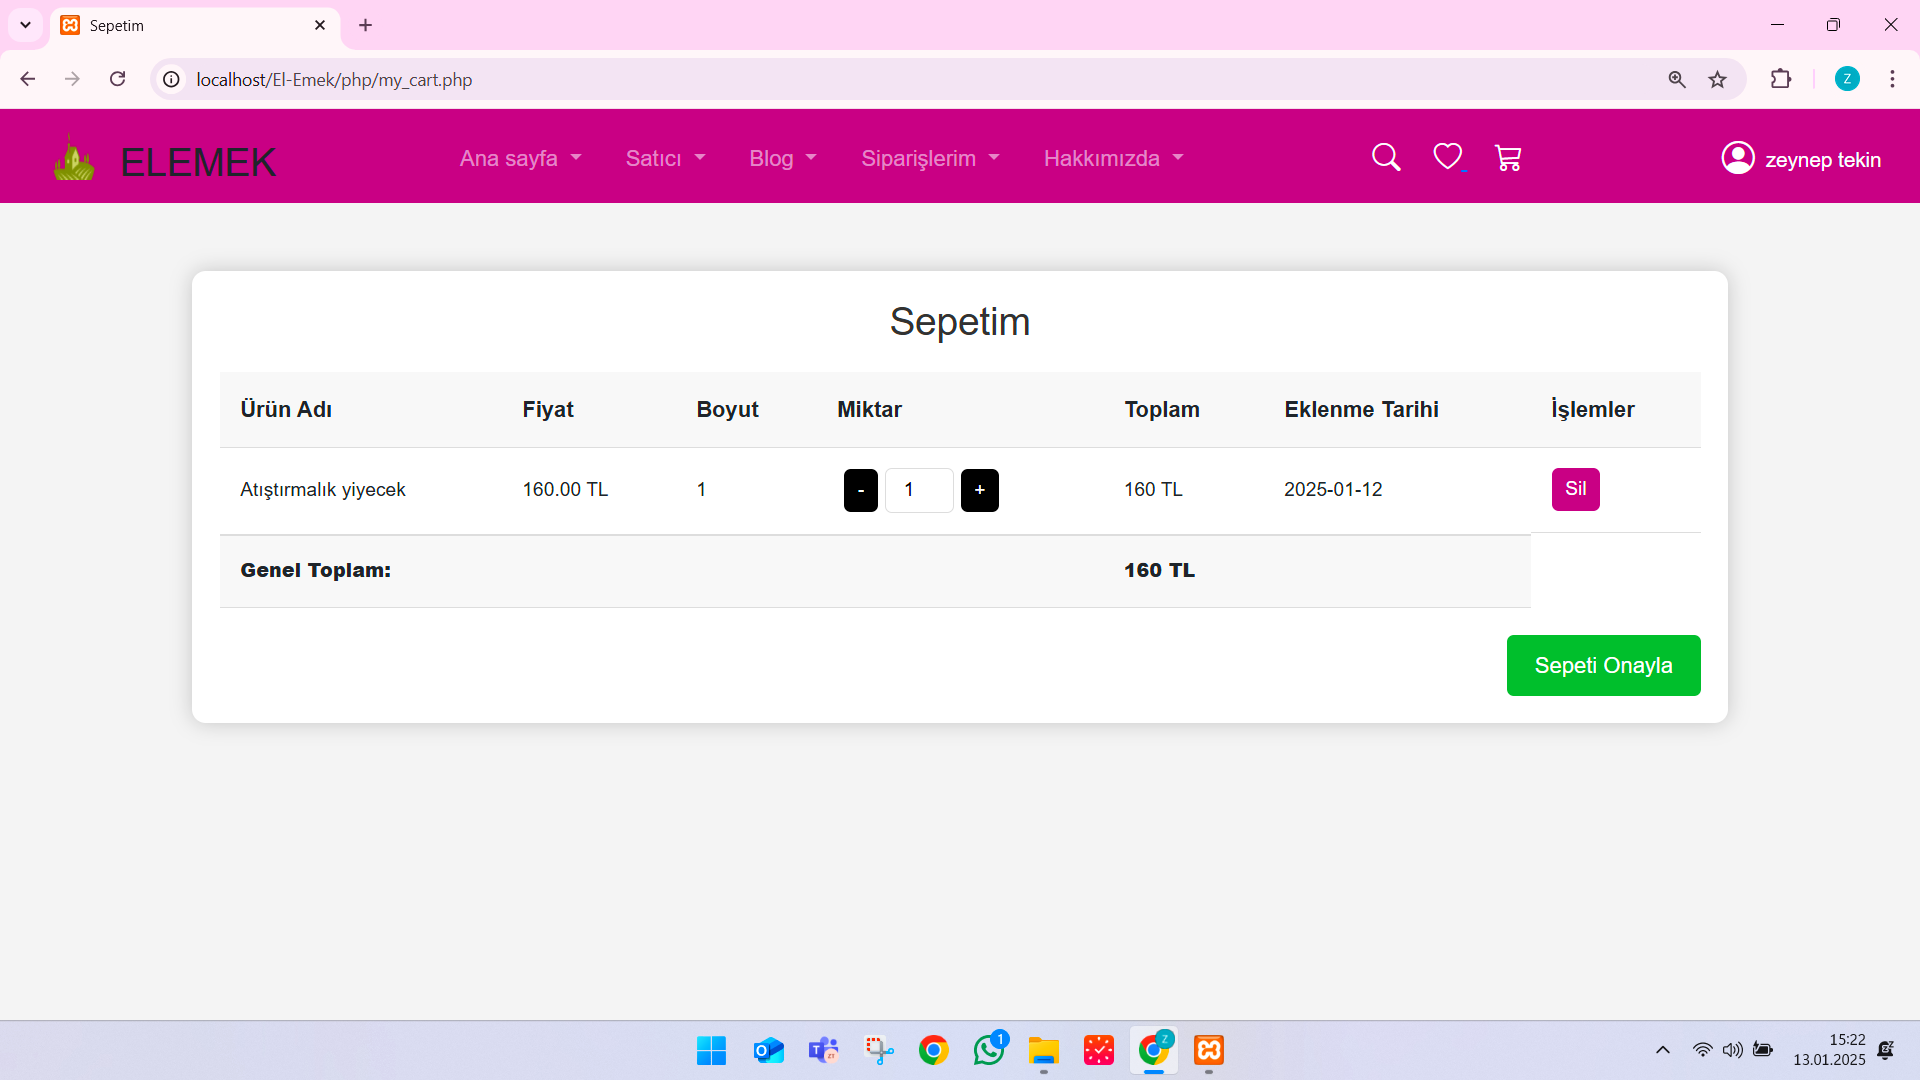 Sepetim
localhost/El-Emek/php/my_cart.php
Z
ELEMEK
Ana sayfa
Satıcı
Blog
Siparişlerim
Hakkımızda
zeynep tekin
Sepetim
Ürün Adı Fiyat Boyut Miktar Toplam Eklenme Tarihi İşlemler
Atıştırmalık yiyecek 160.00 TL 1 - 1 + 160 TL 2025-01-12 Sil
Genel Toplam: 160 TL
Sepeti Onayla
1
Z
15:22
13.01.2025